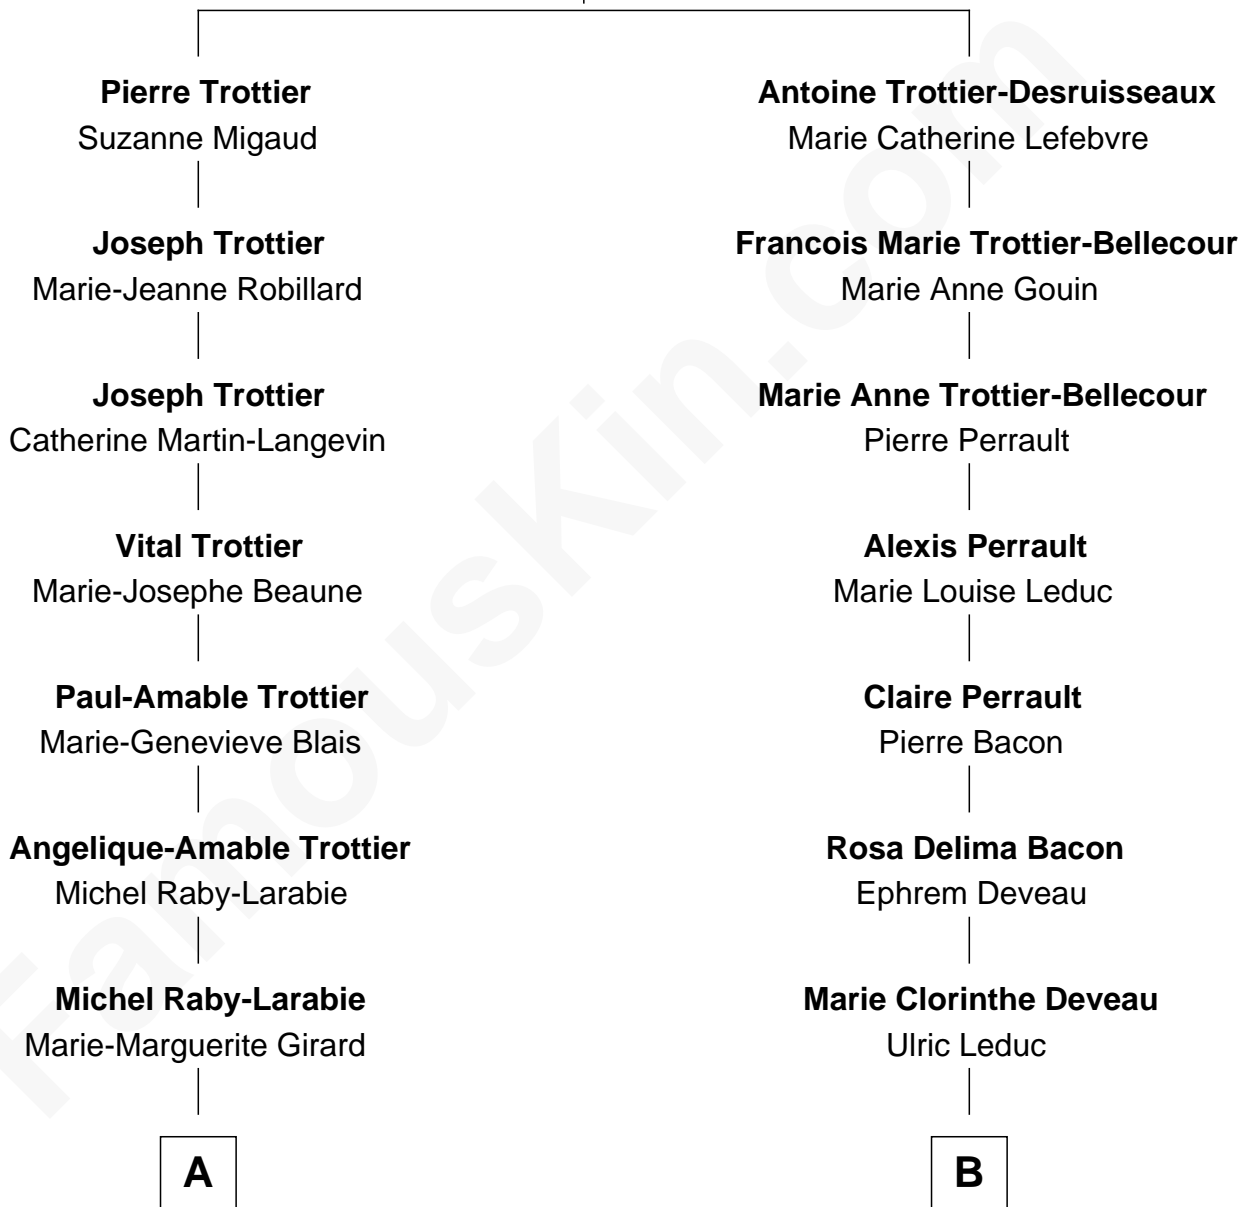 Pierre Trottier
Suzanne Migaud
Joseph Trottier
Marie-Jeanne Robillard
Joseph Trottier
Catherine Martin-Langevin
Vital Trottier
Marie-Josephe Beaune
Paul-Amable Trottier
Marie-Genevieve Blais
Angelique-Amable Trottier
Michel Raby-Larabie
Michel Raby-Larabie
Marie-Marguerite Girard
A
Antoine Trottier-Desruisseaux
Marie Catherine Lefebvre
Francois Marie Trottier-Bellecour
Marie Anne Gouin
Marie Anne Trottier-Bellecour
Pierre Perrault
Alexis Perrault
Marie Louise Leduc
Claire Perrault
Pierre Bacon
Rosa Delima Bacon
Ephrem Deveau
Marie Clorinthe Deveau
Ulric Leduc
B
FamousKin.com